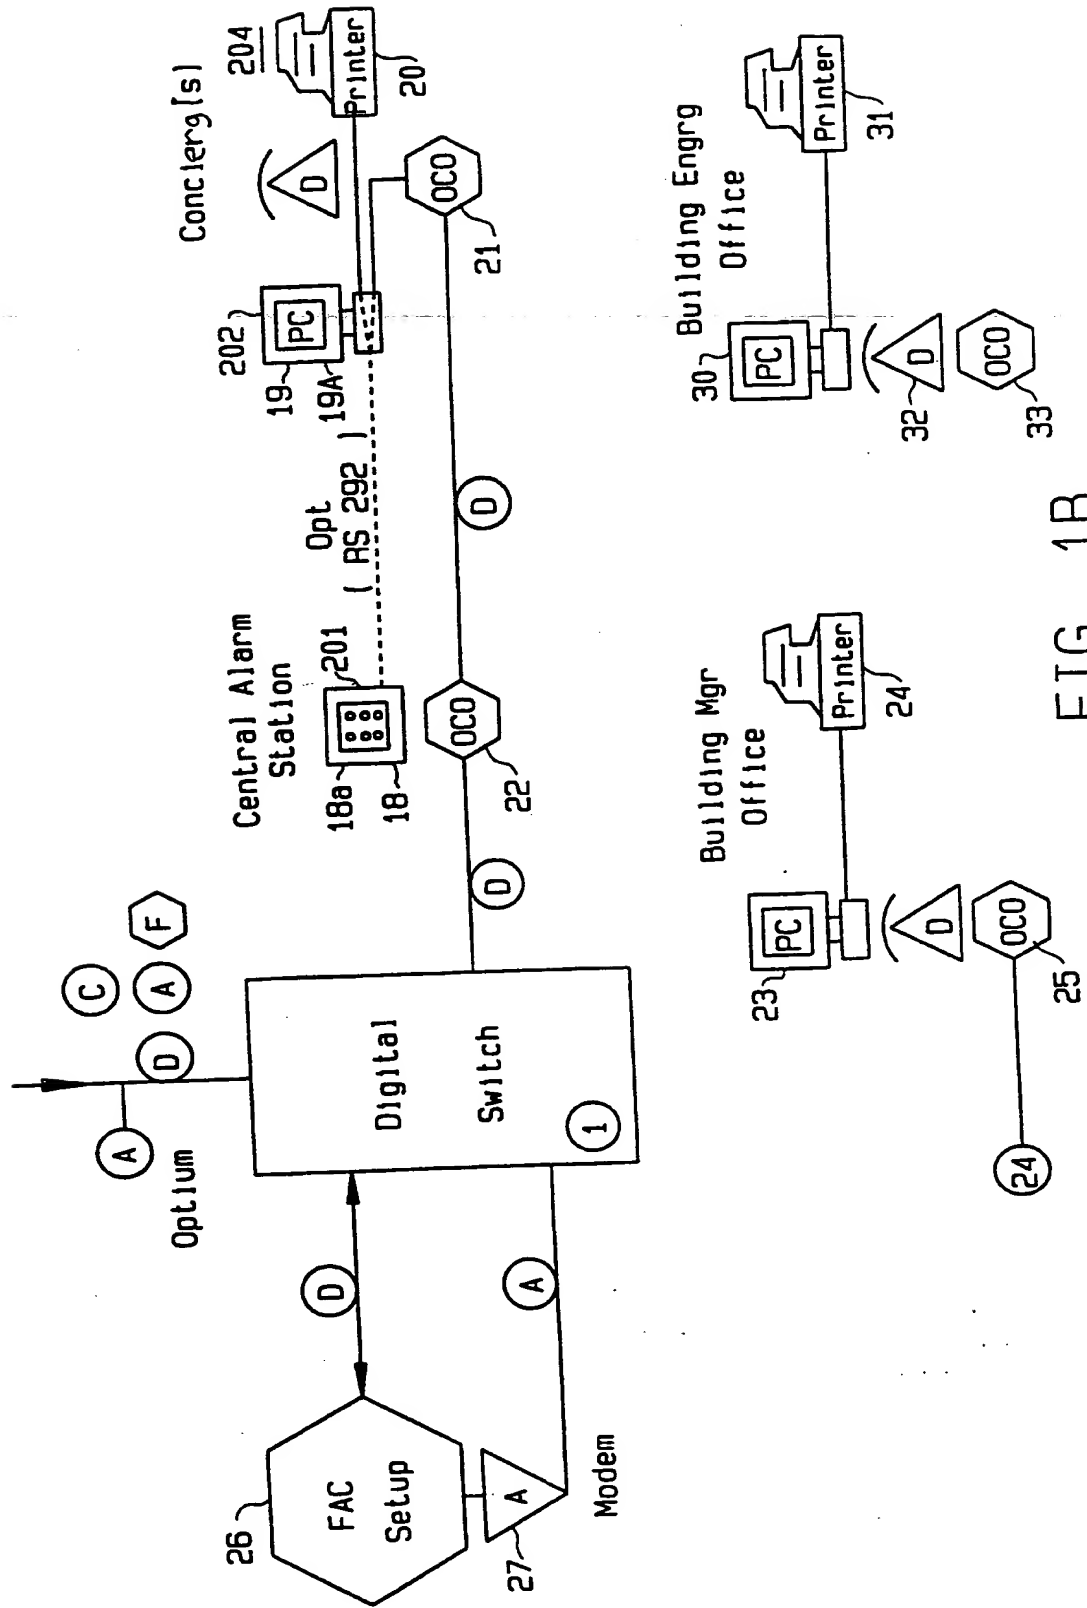 204
Concierg(s)
Printer
20
D
OCO
21
202
PC
19
19A
Opt
( RS 292 )
D
Central Alarm
Station
201
18a
18
OCO
22
D
C
A
F
D
A
Optium
Digital
Switch
1
D
A
26
FAC
Setup
A
27
Modem
Building Engrg
Office
Printer
31
30
PC
D
32
OCO
33
Building Mgr
Office
Printer
24
23
PC
D
OCO
25
24
FIG 1B